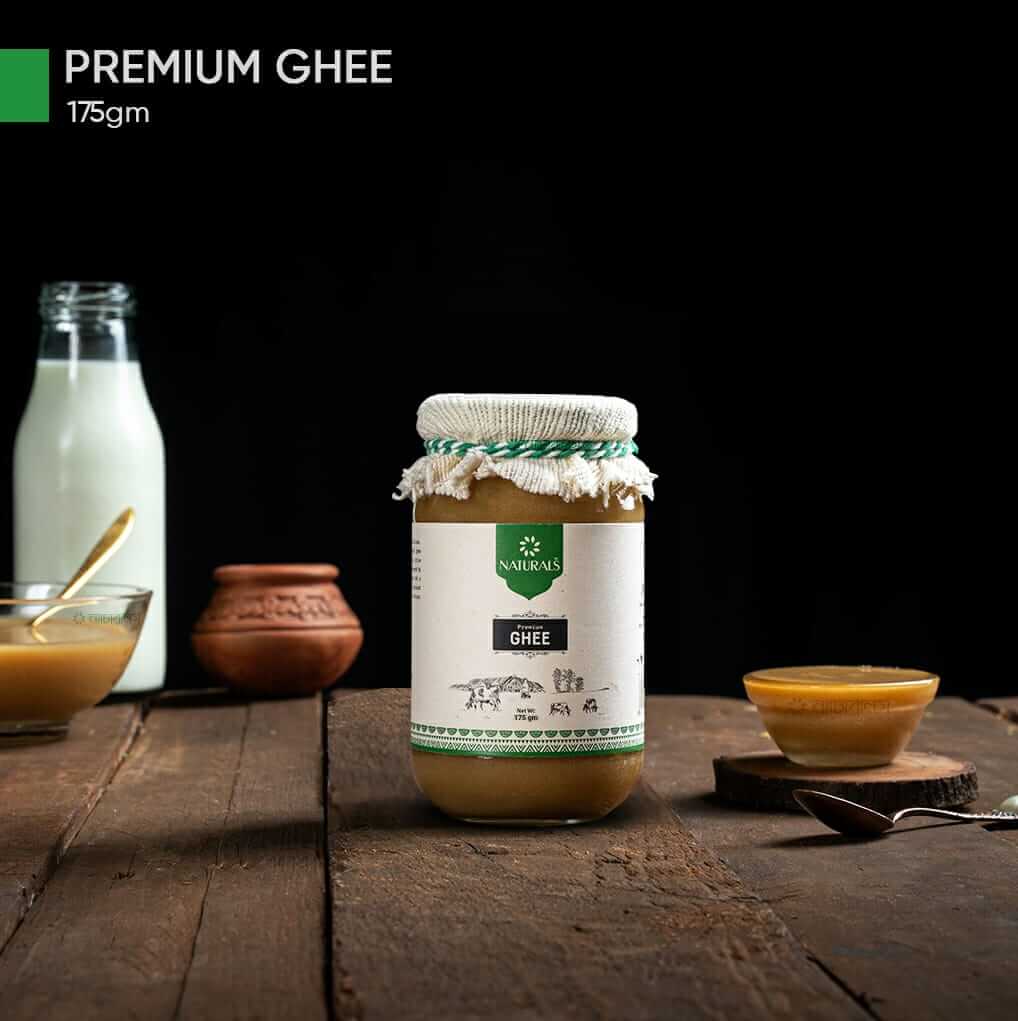 PREMIUM GHEE
175gm
NATURALS
Premium
GHEE
Net Wt:
175 gm